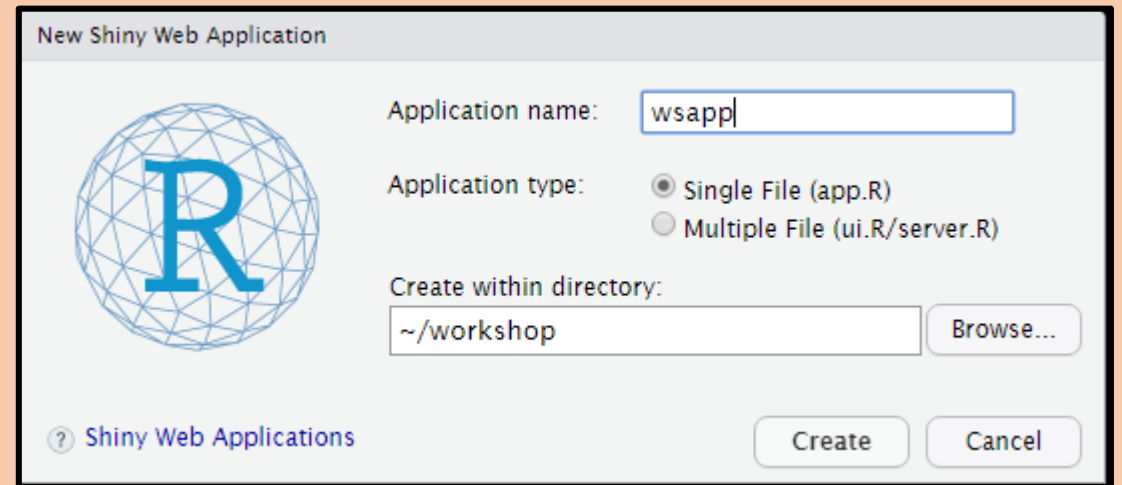 New Shiny Web Application
R
Application name: wsapp
Application type: Single File (app.R)
Multiple File (ui.R/server.R)
Create within directory:
~/workshop Browse...
? Shiny Web Applications Create Cancel